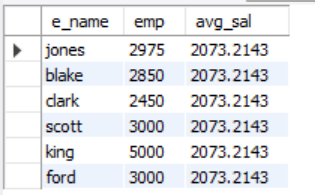 e_name emp avg_sal
jones 2975 2073.2143
blake 2850 2073.2143
clark 2450 2073.2143
scott 3000 2073.2143
king 5000 2073.2143
ford 3000 2073.2143